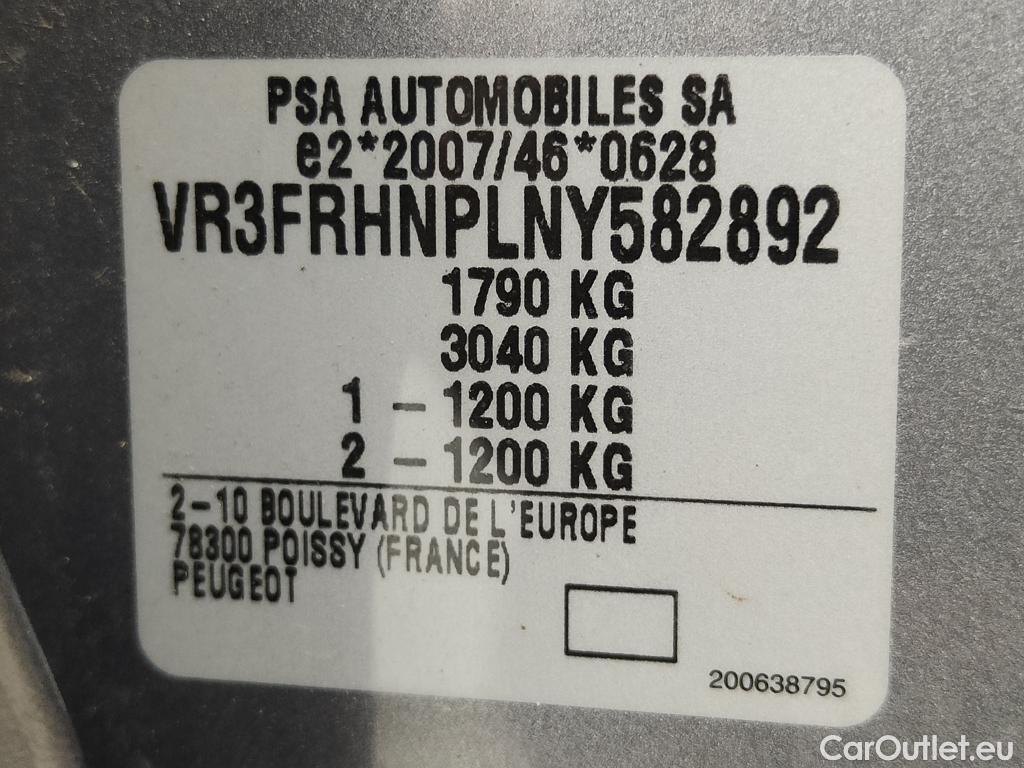 PSA AUTOMOBILES SA
e2*2007/46*0628
VR3FRHNPLNY582892
1790 KG
3040 KG
1 – 1200 KG
2 – 1200 KG
2–10 BOULEVARD DE L'EUROPE
78300 POISSY (FRANCE)
PEUGEOT
200638795
CarOutlet.eu